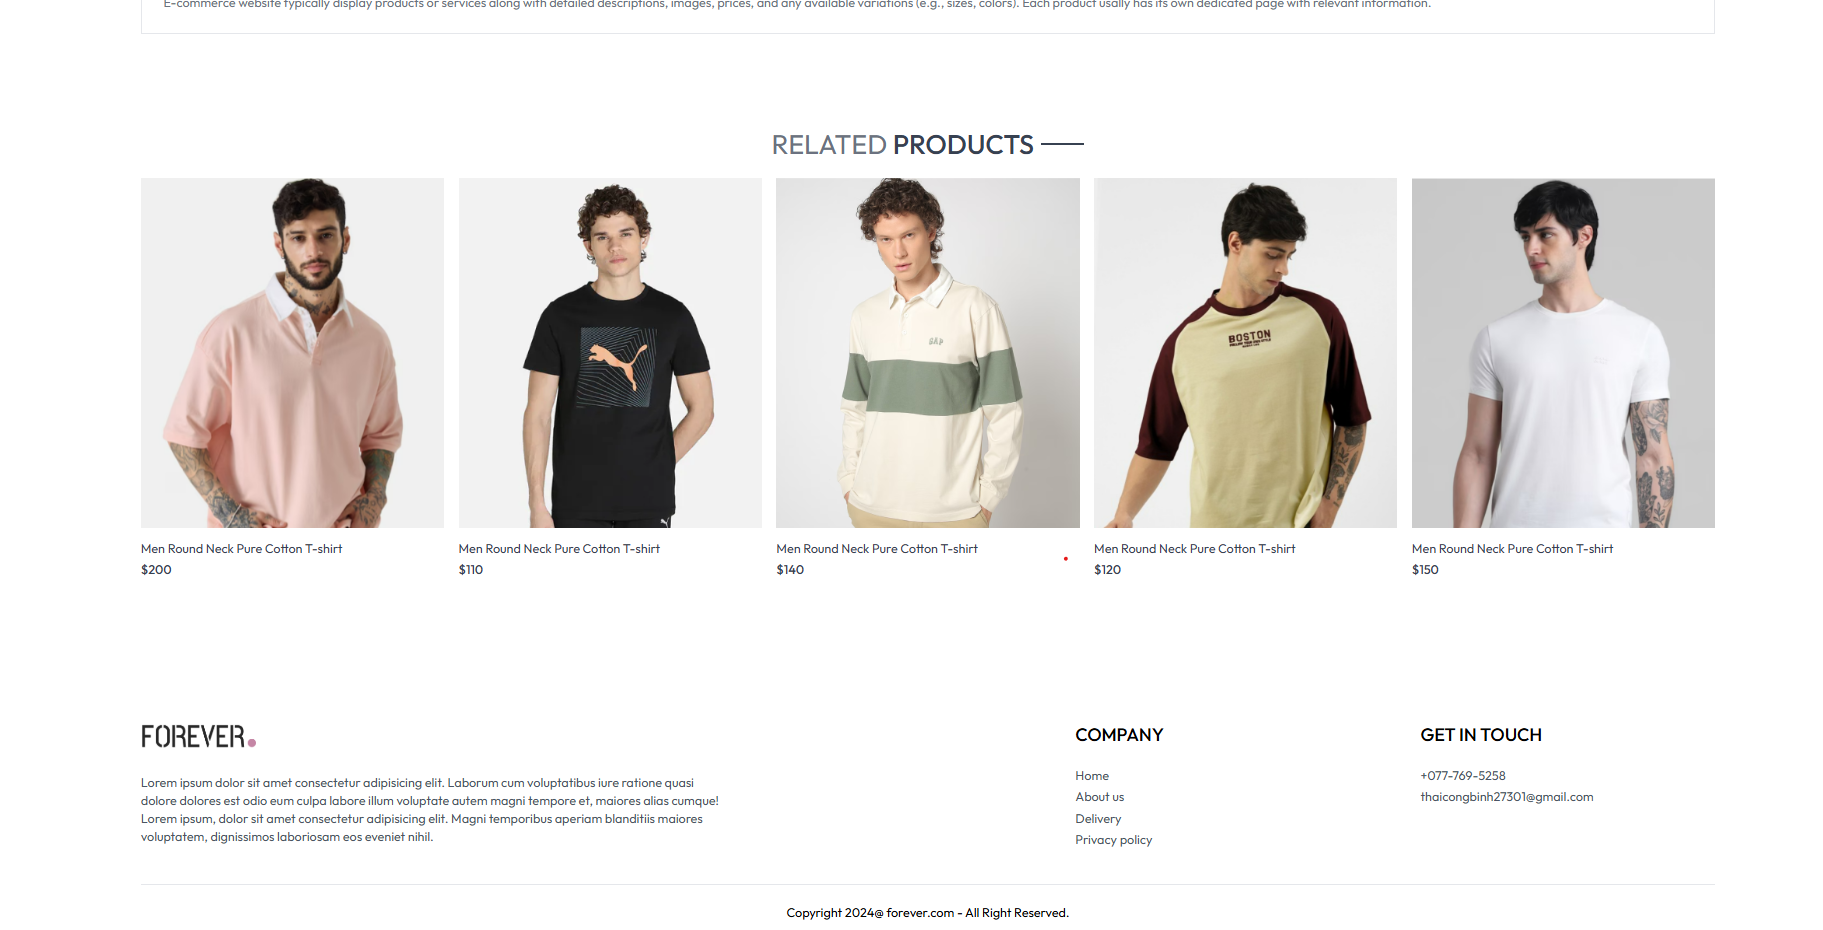 E-commerce website typically display products or services along with detailed descriptions, images, prices, and any available variations (e.g., sizes, colors). Each product usally has its own dedicated page with relevant information.
RELATED PRODUCTS
GAP
BOSTON
Men Round Neck Pure Cotton T-shirt
$200
Men Round Neck Pure Cotton T-shirt
$110
Men Round Neck Pure Cotton T-shirt
$140
Men Round Neck Pure Cotton T-shirt
$120
Men Round Neck Pure Cotton T-shirt
$150
FOREVER.
Lorem ipsum dolor sit amet consectetur adipisicing elit. Laborum cum voluptatibus iure ratione quasi
dolore dolores est odio eum culpa labore illum voluptate autem magni tempore et, maiores alias cumque!
Lorem ipsum, dolor sit amet consectetur adipisicing elit. Magni temporibus aperiam blanditiis maiores
voluptatem, dignissimos laboriosam eos eveniet nihil.
COMPANY
Home
About us
Delivery
Privacy policy
GET IN TOUCH
+077-769-5258
thaicongbinh27301@gmail.com
Copyright 2024@ forever.com - All Right Reserved.